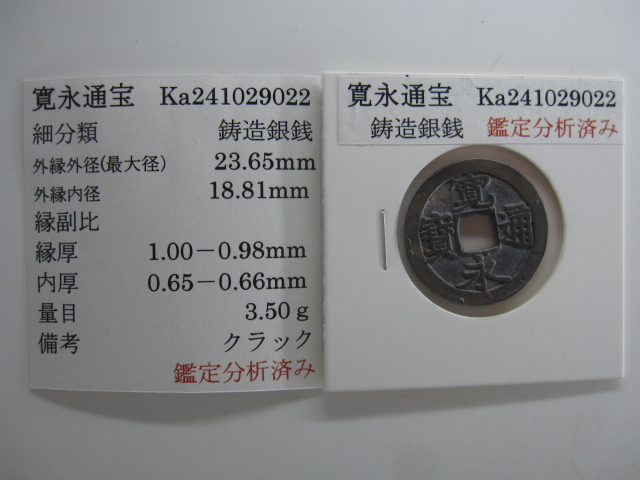 寛永通宝 Ka241029022
細分類 鋳造銀銭
外縁外径(最大径) 23.65mm
外縁内径 18.81mm
縁副比
縁厚 1.00－0.98mm
内厚 0.65－0.66mm
量目 3.50g
備考 クラック
鑑定分析済み
寛永通宝 Ka241029022
鋳造銀銭 鑑定分析済み
寛永通寳